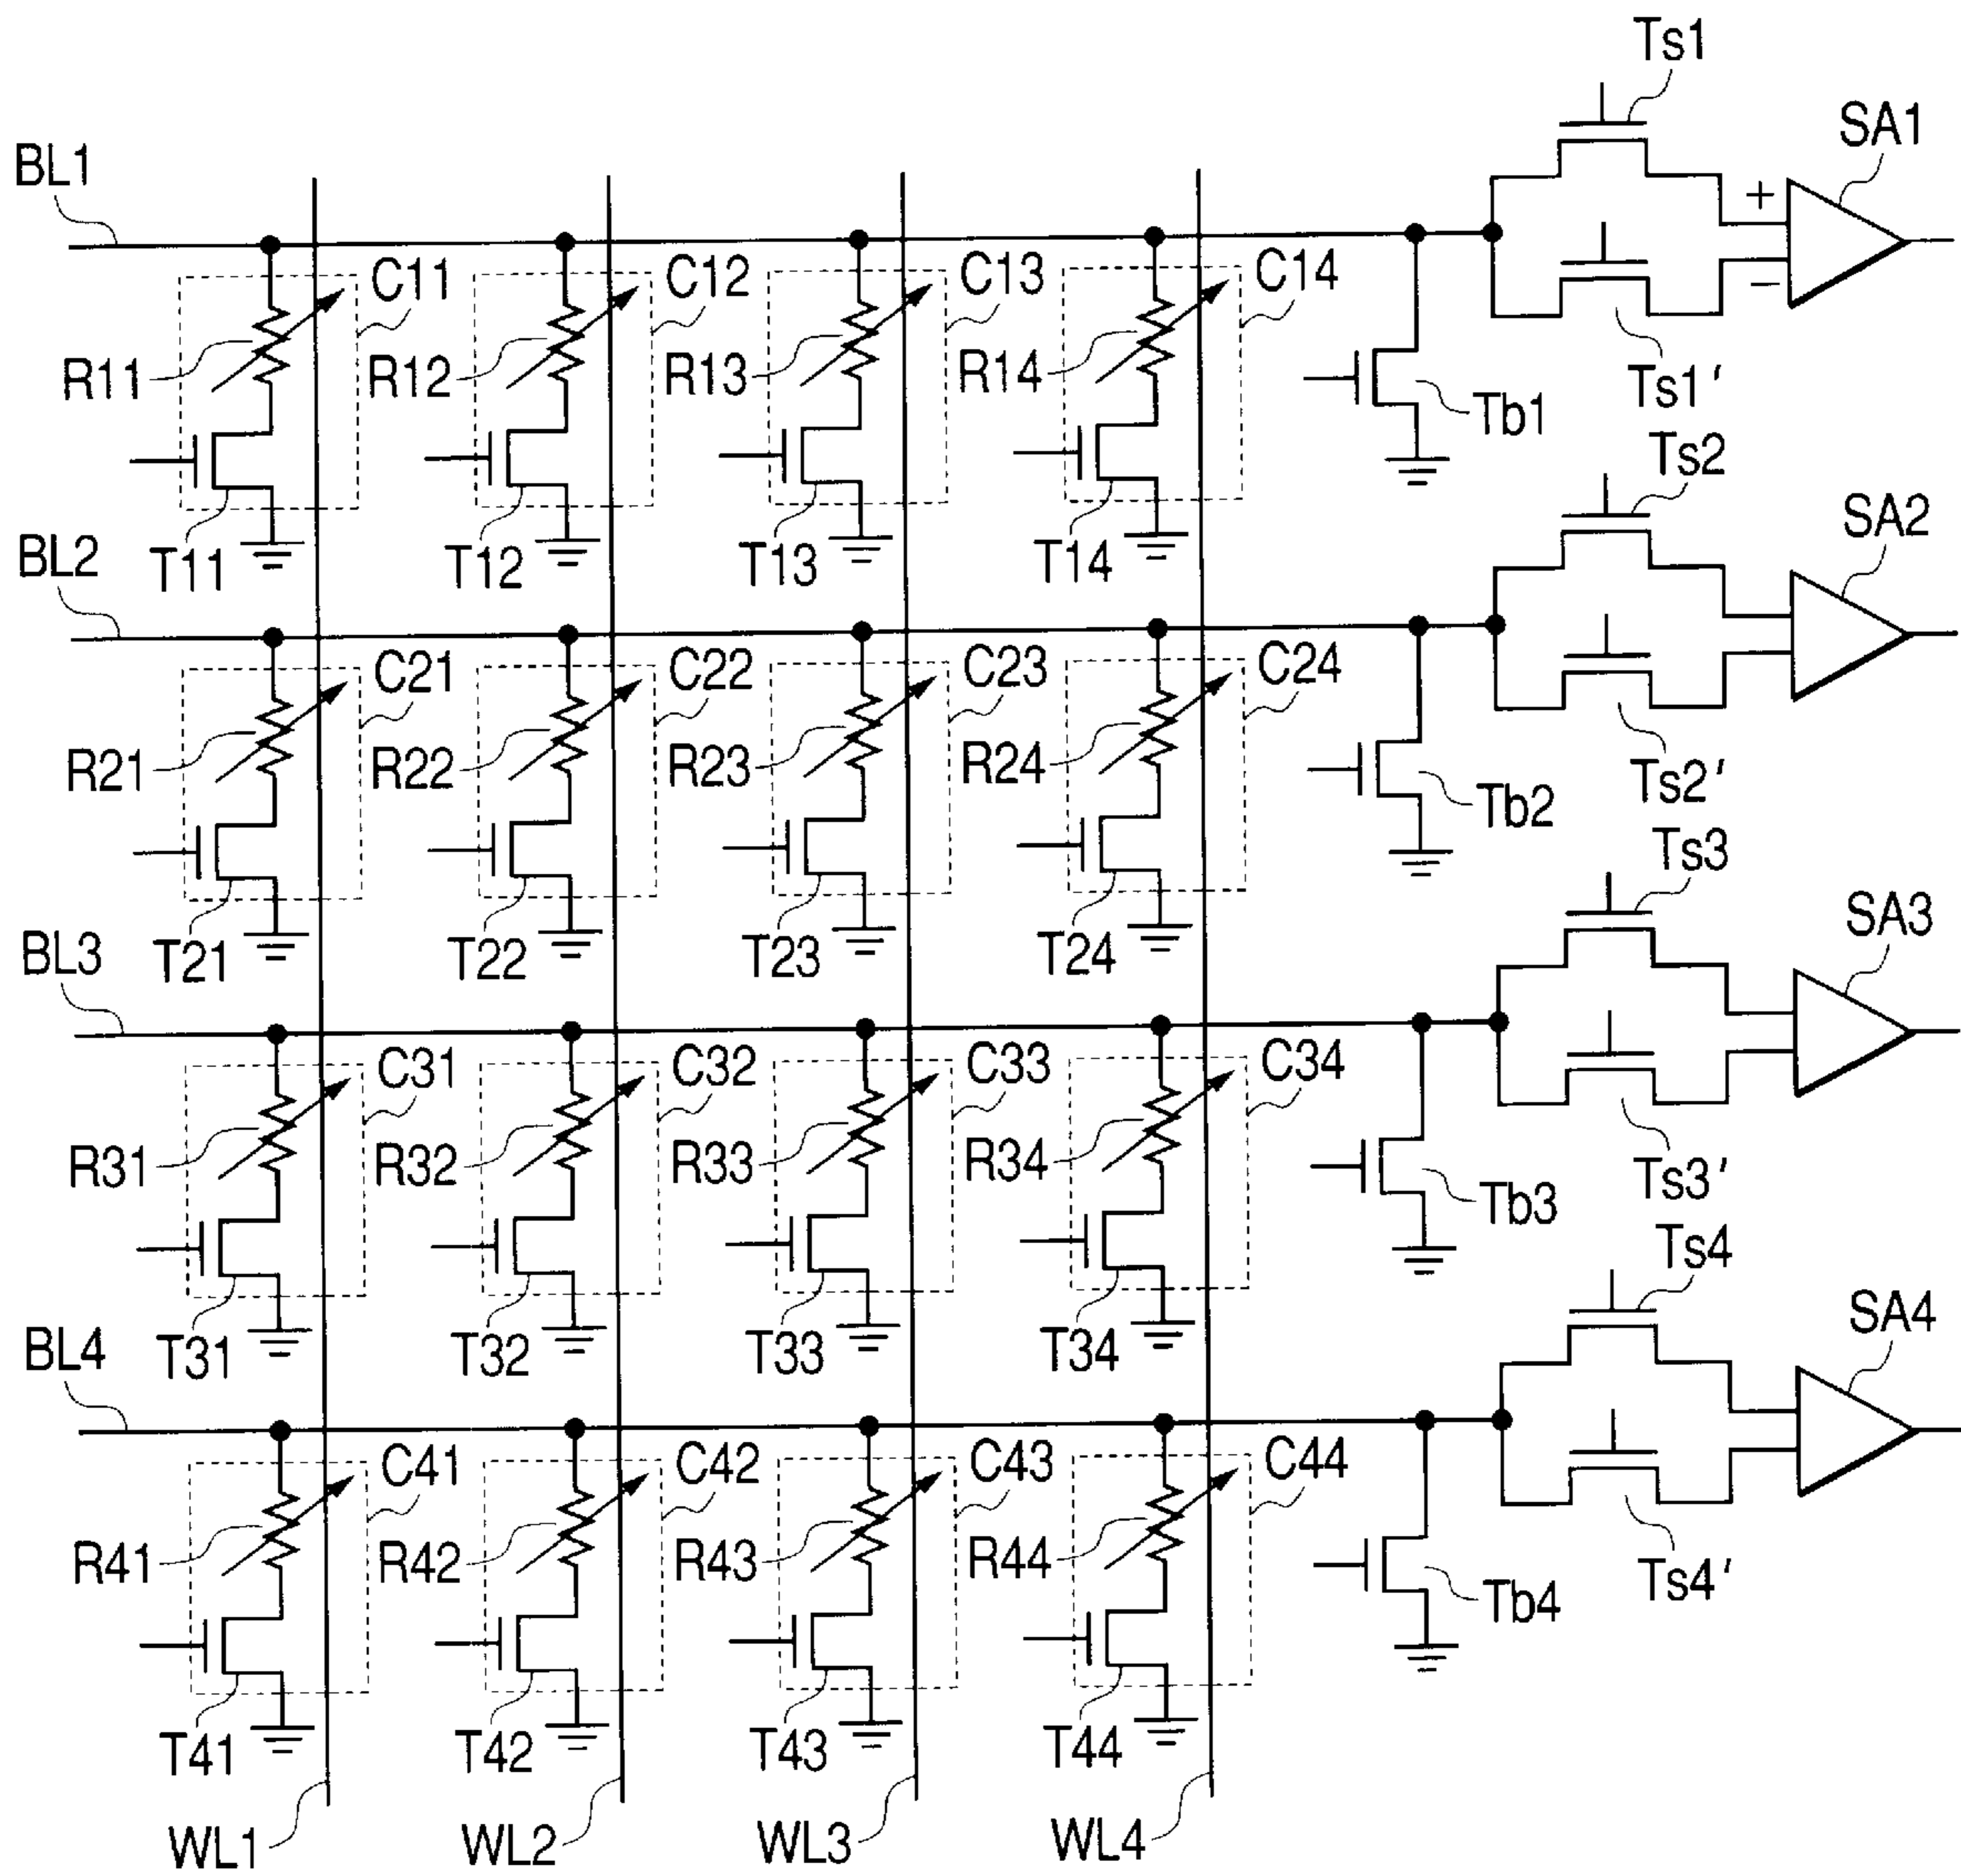 Ts1
SA1
BL1
+
C11 C12 C13 C14
−
R11 R12 R13 R14
Ts1′
Tb1
Ts2
SA2
T11 T12 T13 T14
BL2
C21 C22 C23 C24
R21 R22 R23 R24
Ts2′
Tb2
Ts3
SA3
T21 T22 T23 T24
BL3
C31 C32 C33 C34
R31 R32 R33 R34
Ts3′
Tb3
Ts4
SA4
T31 T32 T33 T34
BL4
C41 C42 C43 C44
R41 R42 R43 R44
Ts4′
Tb4
T41 T42 T43 T44
WL1 WL2 WL3 WL4